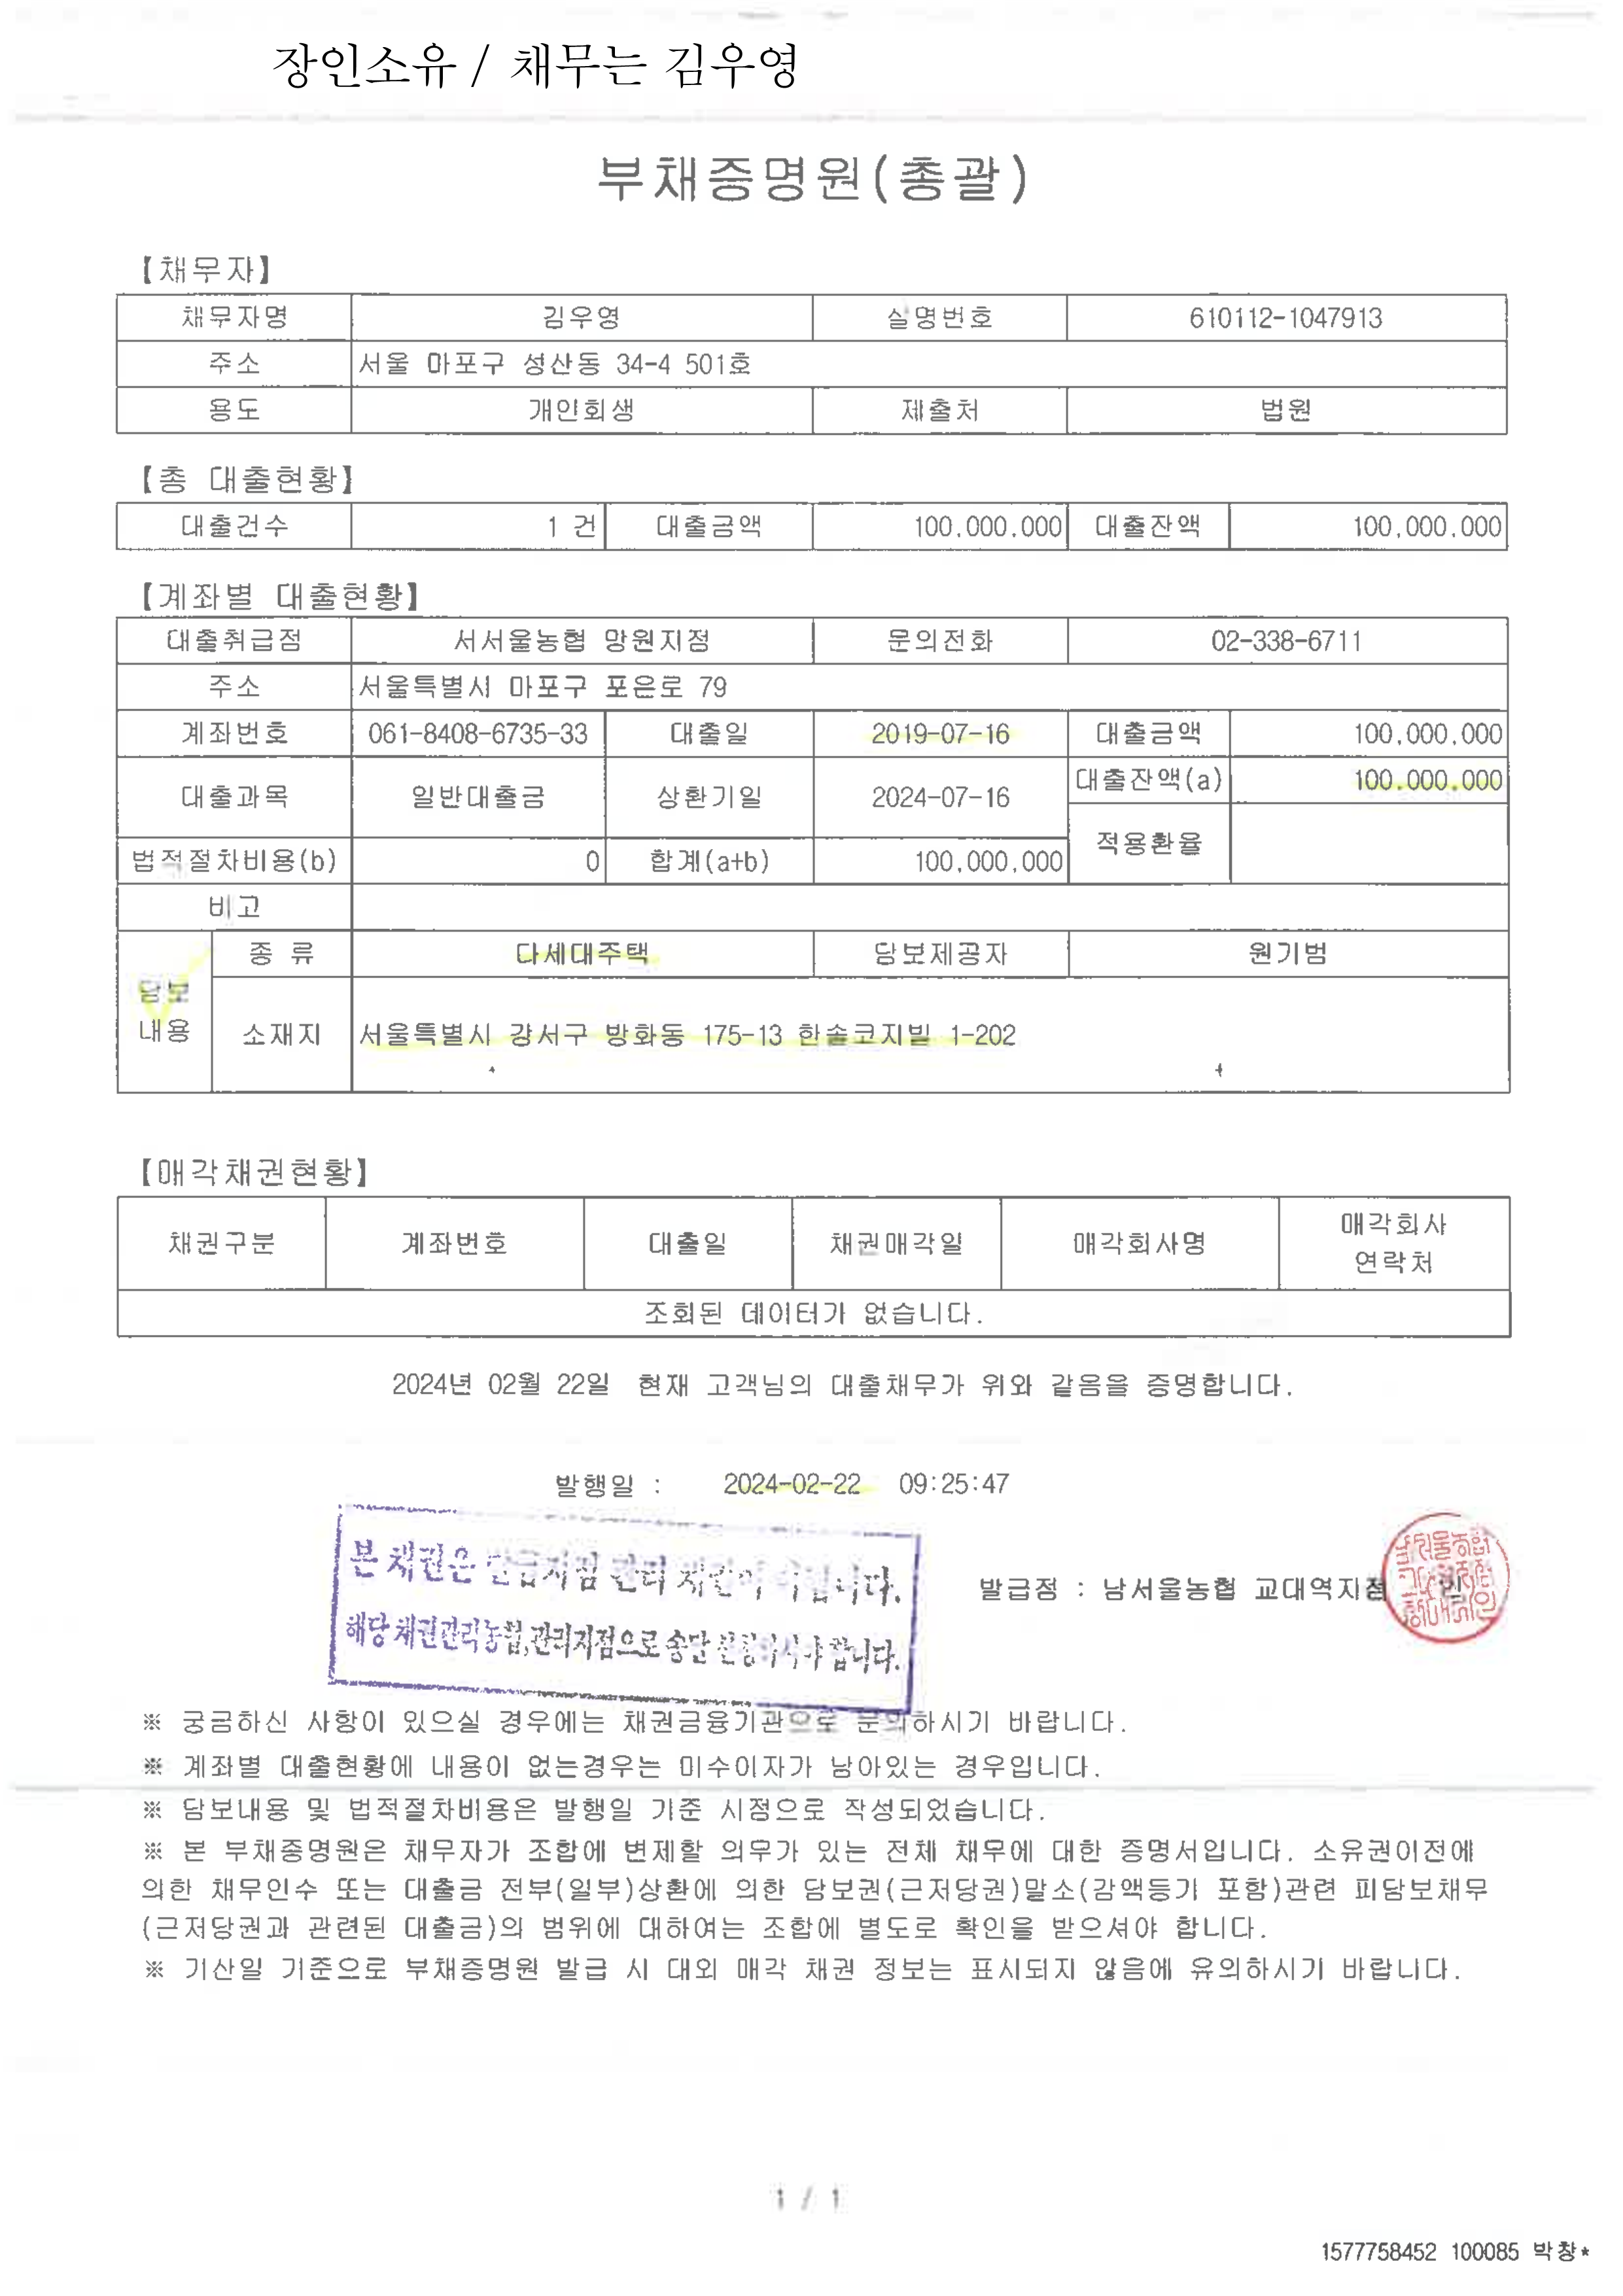 장인소유 / 채무는 김우영
부채증명원(총괄)
【채무자】
채무자명 김우영 실명번호 610112-1047913
주소 서울 마포구 성산동 34-4 501호
용도 개인회생 제출처 법원
【총 대출현황】
대출건수 1 건 대출금액 100,000,000 대출잔액 100,000,000
【계좌별 대출현황】
대출취급점 서서울농협 망원지점 문의전화 02-338-6711
주소 서울특별시 마포구 포은로 79
계좌번호 061-8408-6735-33 대출일 2019-07-16 대출금액 100,000,000
대출과목 일반대출금 상환기일 2024-07-16 대출잔액(a) 100,000,000
법적절차비용(b) 0 합계(a+b) 100,000,000 적용환율
비고
담보내용 종 류 다세대주택 담보제공자 원기범
소재지 서울특별시 강서구 방화동 175-13 한솔코지빌 1-202
【매각채권현황】
채권구분 계좌번호 대출일 채권매각일 매각회사명 매각회사 연락처
조회된 데이터가 없습니다.
2024년 02월 22일 현재 고객님의 대출채무가 위와 같음을 증명합니다.
발행일 : 2024-02-22 09:25:47
본 채권은 관리
해당 채권관리농협,관리지점으로 송달 합니다.
발급점 : 남서울농협 교대역지점
※ 궁금하신 사항이 있으실 경우에는 채권금융기관으로 문의하시기 바랍니다.
※ 계좌별 대출현황에 내용이 없는경우는 미수이자가 남아있는 경우입니다.
※ 담보내용 및 법적절차비용은 발행일 기준 시점으로 작성되었습니다.
※ 본 부채증명원은 채무자가 조합에 변제할 의무가 있는 전체 채무에 대한 증명서입니다. 소유권이전에
의한 채무인수 또는 대출금 전부(일부)상환에 의한 담보권(근저당권)말소(감액등기 포함)관련 피담보채무
(근저당권과 관련된 대출금)의 범위에 대하여는 조합에 별도로 확인을 받으셔야 합니다.
※ 기산일 기준으로 부채증명원 발급 시 대외 매각 채권 정보는 표시되지 않음에 유의하시기 바랍니다.
1 / 1
1577758452 100085 박창*